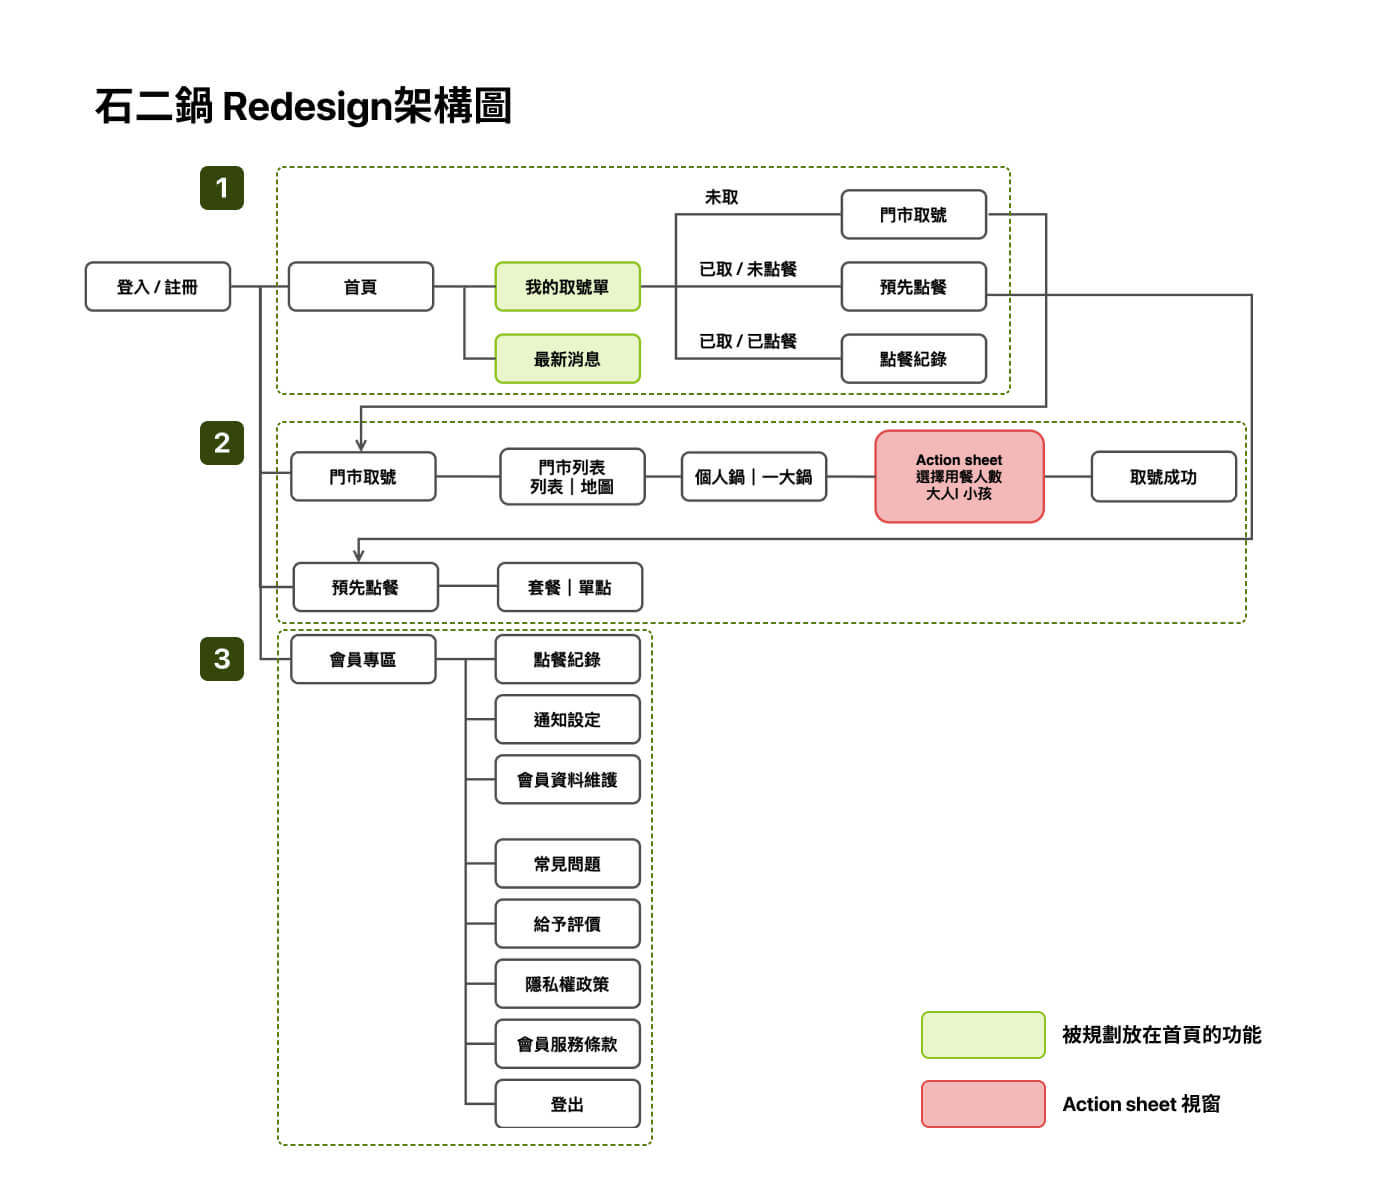 石二鍋 Redesign架構圖
1
未取
門市取號
登入 / 註冊
首頁
我的取號單
已取 / 未點餐
預先點餐
最新消息
已取 / 已點餐
點餐紀錄
2
門市取號
門市列表
列表｜地圖
個人鍋｜一大鍋
Action sheet
選擇用餐人數
大人l 小孩
取號成功
預先點餐
套餐｜單點
3
會員專區
點餐紀錄
通知設定
會員資料維護
常見問題
給予評價
隱私權政策
會員服務條款
登出
被規劃放在首頁的功能
Action sheet 視窗